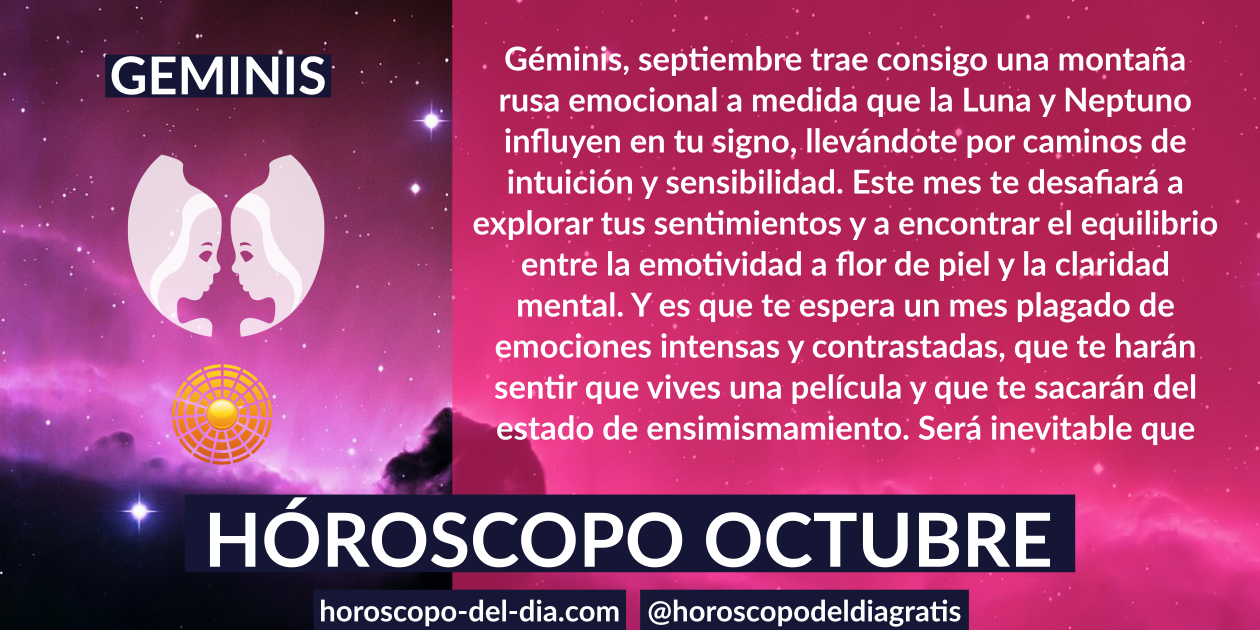 GEMINIS
Géminis, septiembre trae consigo una montaña
rusa emocional a medida que la Luna y Neptuno
influyen en tu signo, llevándote por caminos de
intuición y sensibilidad. Este mes te desafiará a
explorar tus sentimientos y a encontrar el equilibrio
entre la emotividad a flor de piel y la claridad
mental. Y es que te espera un mes plagado de
emociones intensas y contrastadas, que te harán
sentir que vives una película y que te sacarán del
estado de ensimismamiento. Será inevitable que
HÓROSCOPO OCTUBRE
horoscopo-del-dia.com
@horoscopodeldiagratis